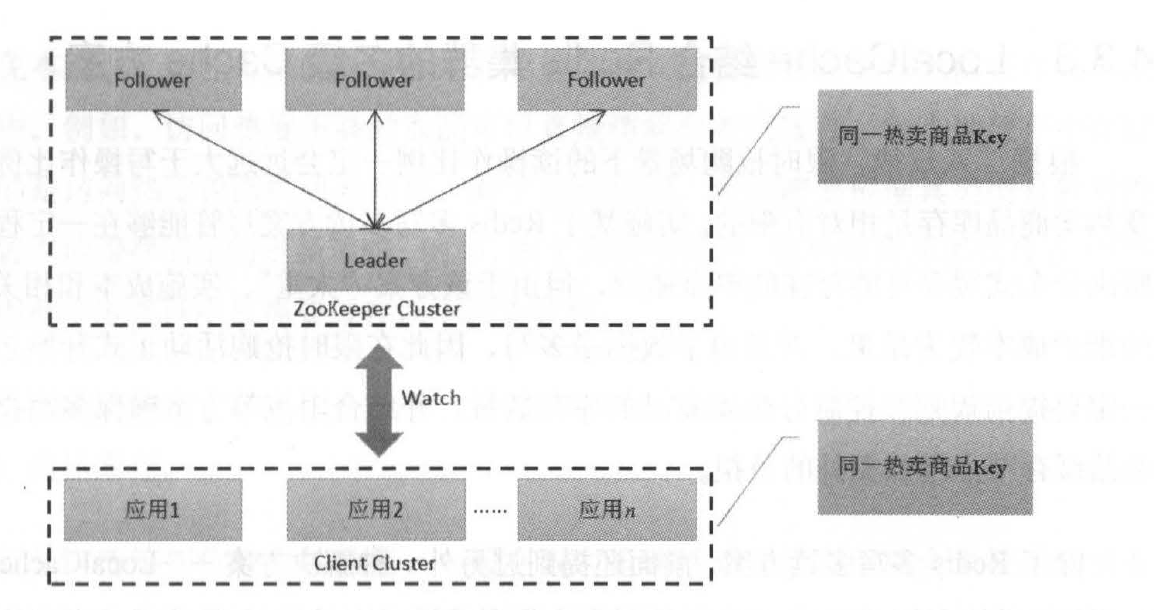 Follower
Follower
Follower
同一热卖商品Key
Leader
ZooKeeper Cluster
Watch
同一热卖商品Key
应用1
应用2
……
应用n
Client Cluster